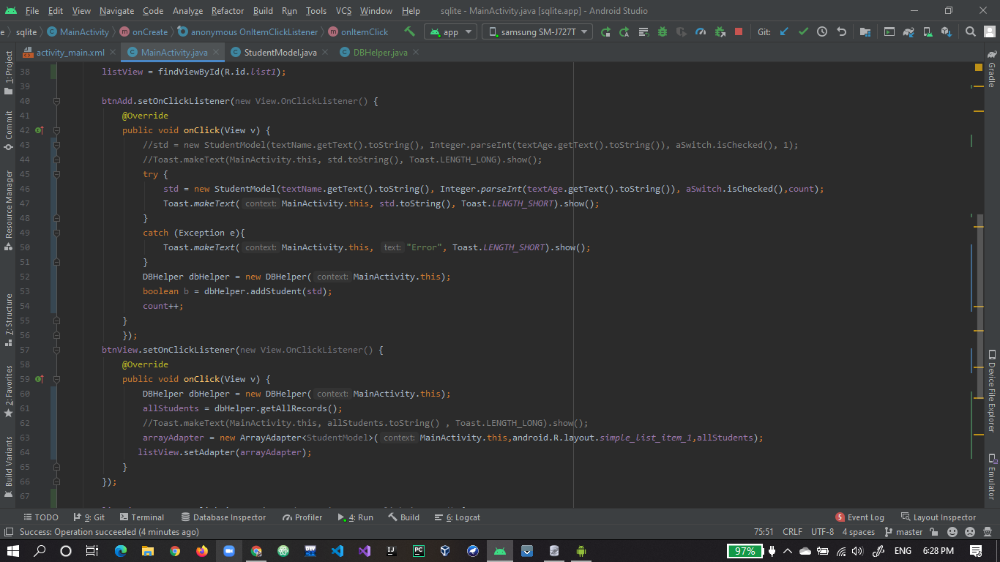 File Edit View Navigate Code Analyze Refactor Build Run Tools VCS Window Help sqlite - MainActivity.java [sqlite.app] - Android Studio
e sqlite MainActivity onCreate anonymous OnItemClickListener onItemClick app samsung SM-J727T Git:
activity_main.xml MainActivity.java StudentModel.java DBHelper.java
1: Project
Commit
Resource Manager
7: Structure
2: Favorites
Build Variants
38 listView = findViewById(R.id.list1);
39
40 btnAdd.setOnClickListener(new View.OnClickListener() {
41 @Override
42 public void onClick(View v) {
43 //std = new StudentModel(textName.getText().toString(), Integer.parseInt(textAge.getText().toString()), aSwitch.isChecked(), 1);
44 //Toast.makeText(MainActivity.this, std.toString(), Toast.LENGTH_LONG).show();
45 try {
46 std = new StudentModel(textName.getText().toString(), Integer.parseInt(textAge.getText().toString()), aSwitch.isChecked(),count);
47 Toast.makeText( context: MainActivity.this, std.toString(), Toast.LENGTH_SHORT).show();
48 }
49 catch (Exception e){
50 Toast.makeText( context: MainActivity.this, text: "Error", Toast.LENGTH_SHORT).show();
51 }
52 DBHelper dbHelper = new DBHelper( context: MainActivity.this);
53 boolean b = dbHelper.addStudent(std);
54 count++;
55 }
56 });
57 btnView.setOnClickListener(new View.OnClickListener() {
58 @Override
59 public void onClick(View v) {
60 DBHelper dbHelper = new DBHelper( context: MainActivity.this);
61 allStudents = dbHelper.getAllRecords();
62 //Toast.makeText(MainActivity.this, allStudents.toString() , Toast.LENGTH_LONG).show();
63 arrayAdapter = new ArrayAdapter<StudentModel>( context: MainActivity.this,android.R.layout.simple_list_item_1,allStudents);
64 listView.setAdapter(arrayAdapter);
65 }
66 });
67
Gradle
Device File Explorer
Emulator
TODO 9: Git Terminal Database Inspector Profiler 4: Run Build 6: Logcat 5 Event Log Layout Inspector
Success: Operation succeeded (4 minutes ago) 75:51 CRLF UTF-8 4 spaces master
97% ENG 6:28 PM